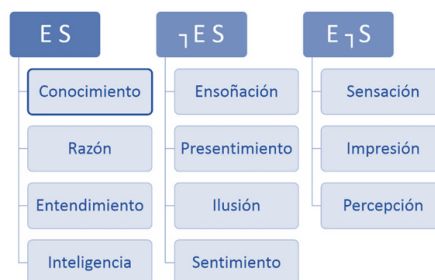 E S
Conocimiento
Razón
Entendimiento
Inteligencia
┐E S
Ensoñación
Presentimiento
Ilusión
Sentimiento
E┐S
Sensación
Impresión
Percepción